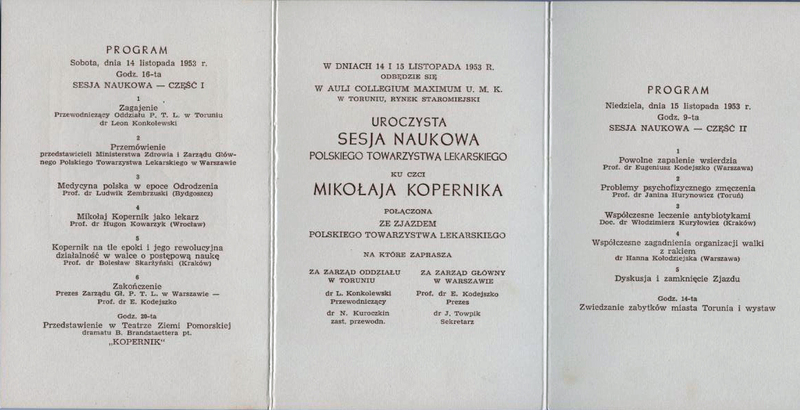 PROGRAM
Sobota, dnia 14 listopada 1953 r.
Godz. 16-ta
SESJA NAUKOWA — CZĘŚĆ I
1
Zagajenie
Przewodniczący Oddziału P. T. L. w Toruniu
dr Leon Konkolewski
2
Przemówienie
przedstawicieli Ministerstwa Zdrowia i Zarządu Głów-
nego Polskiego Towarzystwa Lekarskiego w Warszawie
3
Medycyna polska w epoce Odrodzenia
Prof. dr Ludwik Zembrzuski (Bydgoszcz)
4
Mikołaj Kopernik jako lekarz
Prof. dr Hugon Kowarzyk (Wrocław)
5
Kopernik na tle epoki i jego rewolucyjna
działalność w walce o postępową naukę
Prof. dr Bolesław Skarżyński (Kraków)
6
Zakończenie
Prezes Zarządu Gł. P. T. L. w Warszawie —
Prof. dr E. Kodejszko
Godz. 20-ta
Przedstawienie w Teatrze Ziemi Pomorskiej
dramatu B. Brandstaettera pt.
„KOPERNIK"
W DNIACH 14 I 15 LISTOPADA 1953 R.
ODBĘDZIE SIĘ
W AULI COLLEGIUM MAXIMUM U. M. K.
W TORUNIU, RYNEK STAROMIEJSKI
UROCZYSTA
SESJA NAUKOWA
POLSKIEGO TOWARZYSTWA LEKARSKIEGO
KU CZCI
MIKOŁAJA KOPERNIKA
POŁĄCZONA
ZE ZJAZDEM
POLSKIEGO TOWARZYSTWA LEKARSKIEGO
NA KTÓRE ZAPRASZA
ZA ZARZĄD ODDZIAŁU
W TORUNIU
dr L. Konkolewski
Przewodniczący
dr N. Kuroczkin
zast. przewodn.
ZA ZARZĄD GŁÓWNY
W WARSZAWIE
Prof. dr E. Kodejszko
Prezes
dr J. Towpik
Sekretarz
PROGRAM
Niedziela, dnia 15 listopada 1953 r.
Godz. 9-ta
SESJA NAUKOWA — CZĘŚĆ II
1
Powolne zapalenie wsierdzia
Prof. dr Eugeniusz Kodejszko (Warszawa)
2
Problemy psychofizycznego zmęczenia
Prof. dr Janina Hurynowicz (Toruń)
3
Współczesne leczenie antybiotykami
Doc. dr Włodzimierz Kuryłowicz (Kraków)
4
Współczesne zagadnienia organizacji walki
z rakiem
dr Hanna Kołodziejska (Warszawa)
5
Dyskusja i zamknięcie Zjazdu
Godz. 14-ta
Zwiedzanie zabytków miasta Torunia i wystaw